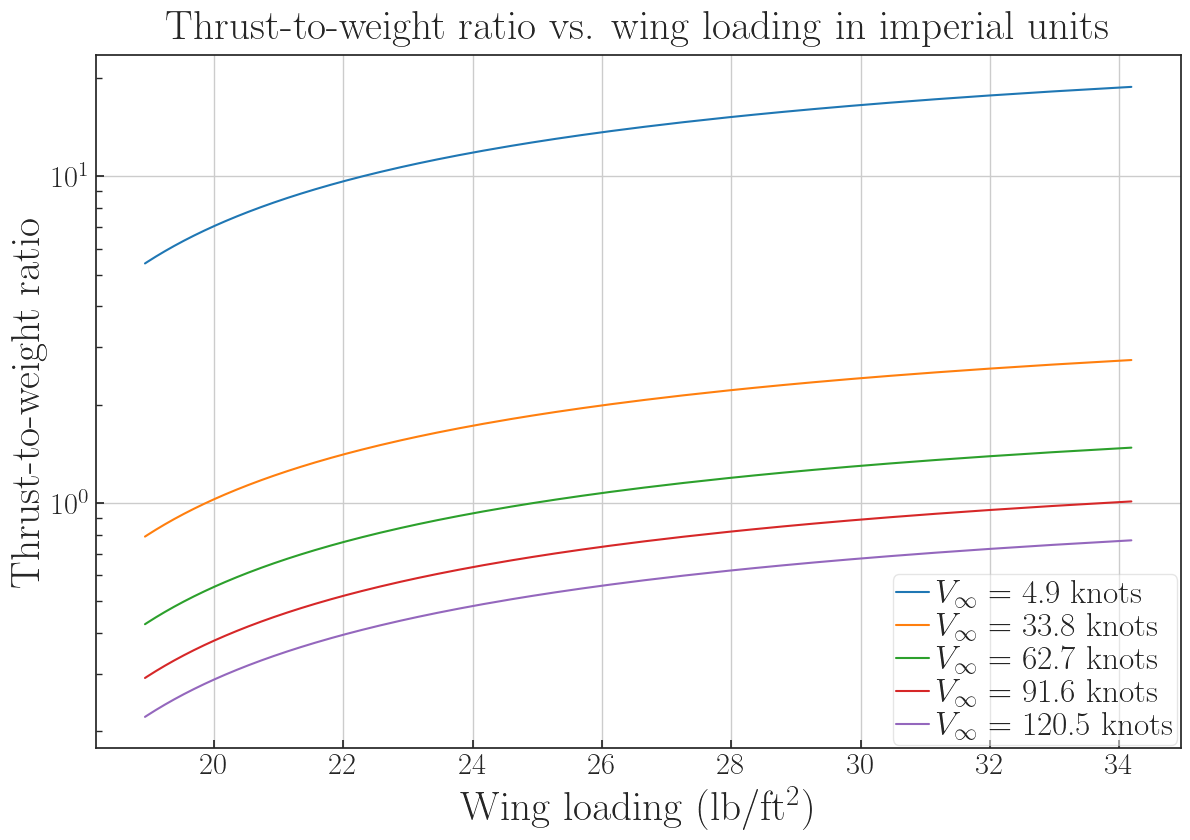 Thrust-to-weight ratio vs. wing loading in imperial units
Thrust-to-weight ratio
10¹
10⁰
V∞ = 4.9 knots
V∞ = 33.8 knots
V∞ = 62.7 knots
V∞ = 91.6 knots
V∞ = 120.5 knots
20 22 24 26 28 30 32 34
Wing loading (lb/ft²)